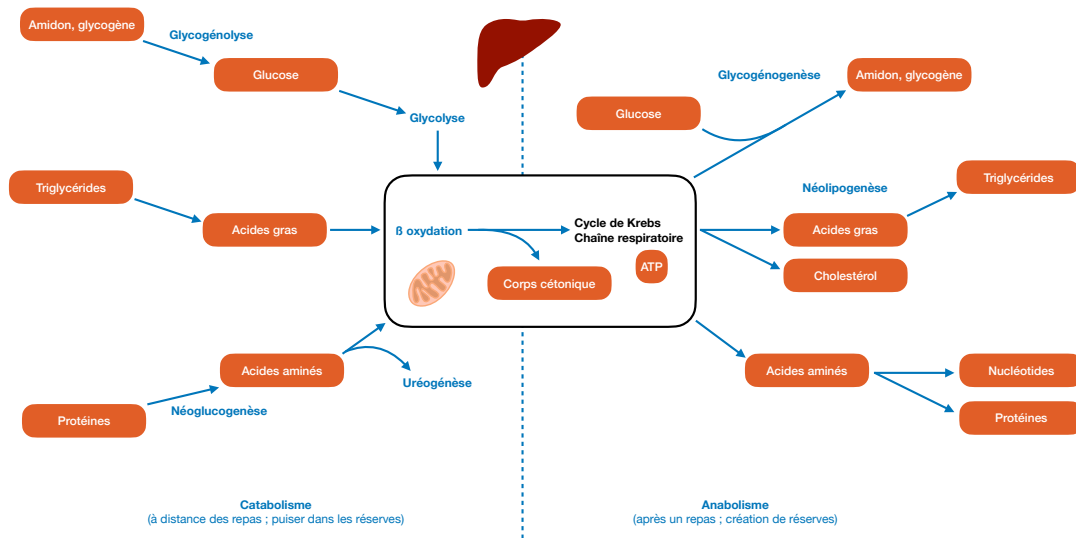 Amidon, glycogène
Glycogénolyse
Glucose
Glycolyse
Glycogénogenèse
Amidon, glycogène
Glucose
Triglycérides
Acides gras
ß oxydation
Cycle de Krebs
Chaîne respiratoire
ATP
Corps cétonique
Néolipogenèse
Triglycérides
Acides gras
Cholestérol
Acides aminés
Uréogénèse
Néoglucogenèse
Protéines
Acides aminés
Nucléotides
Protéines
Catabolisme
(à distance des repas ; puiser dans les réserves)
Anabolisme
(après un repas ; création de réserves)